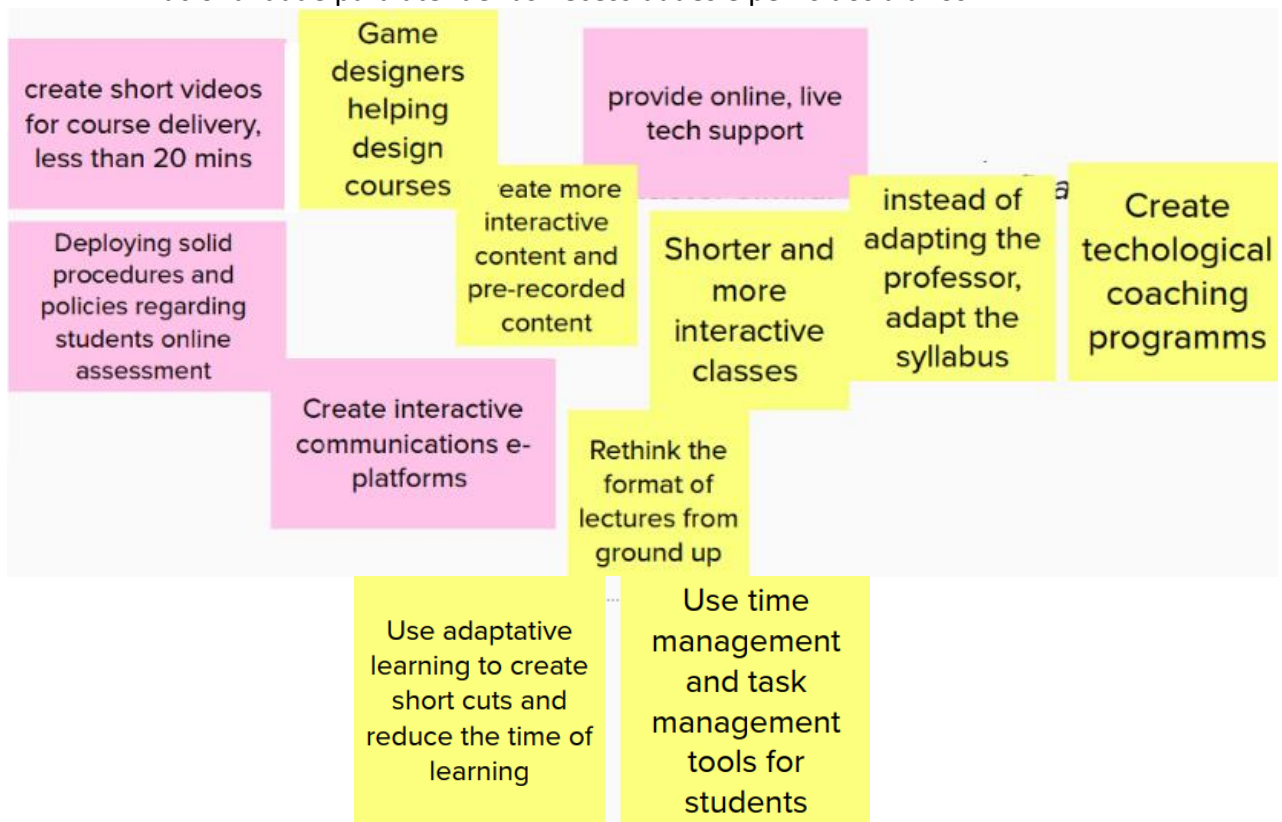 create short videos
for course delivery,
less than 20 mins
Game
designers
helping
design
courses
provide online, live
tech support
Deploying solid
procedures and
policies regarding
students online
assessment
reate more
interactive
content and
pre-recorded
content
Shorter and
more
interactive
classes
instead of
adapting the
professor,
adapt the
syllabus
Create
techological
coaching
programms
Create interactive
communications e-
platforms
Rethink the
format of
lectures from
ground up
Use adaptative
learning to create
short cuts and
reduce the time of
learning
Use time
management
and task
management
tools for
students